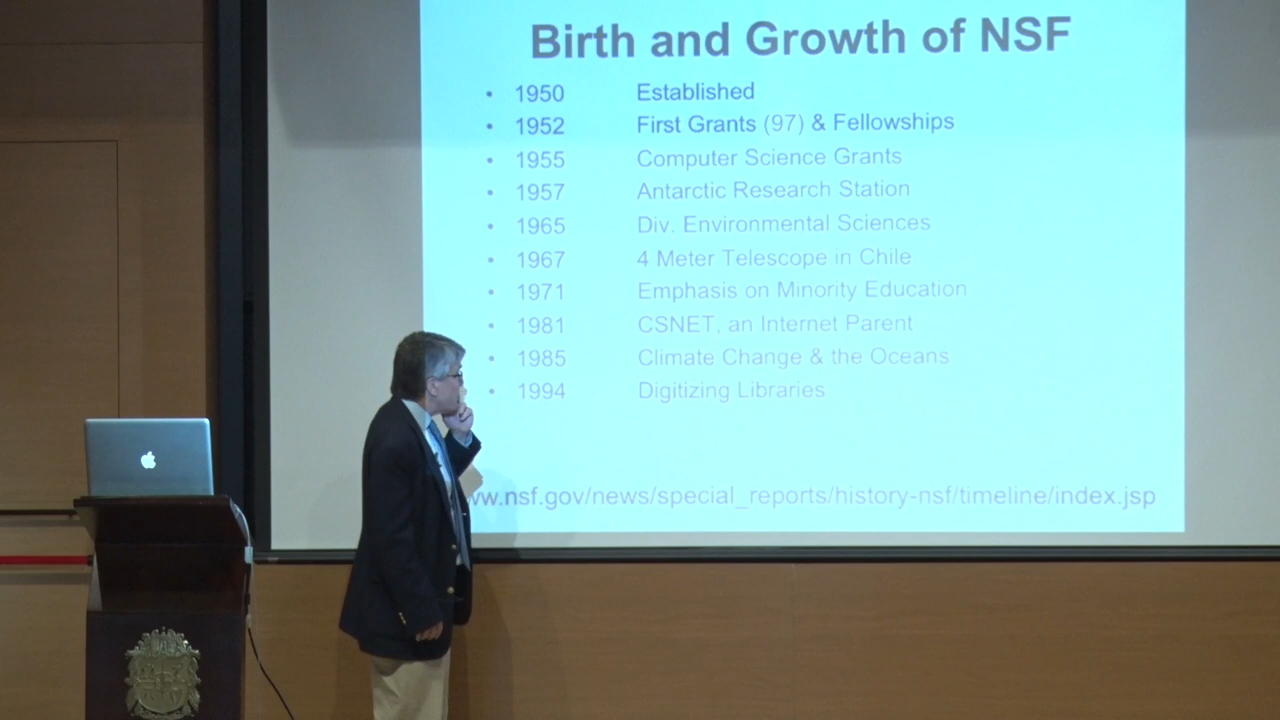 Birth and Growth of NSF
• 1950 Established
• 1952 First Grants (97) & Fellowships
• 1955 Computer Science Grants
• 1957 Antarctic Research Station
• 1965 Div. Environmental Sciences
• 1967 4 Meter Telescope in Chile
• 1971 Emphasis on Minority Education
• 1981 CSNET, an Internet Parent
• 1985 Climate Change & the Oceans
• 1994 Digitizing Libraries
w.nsf.gov/news/special_reports/history-nsf/timeline/index.jsp